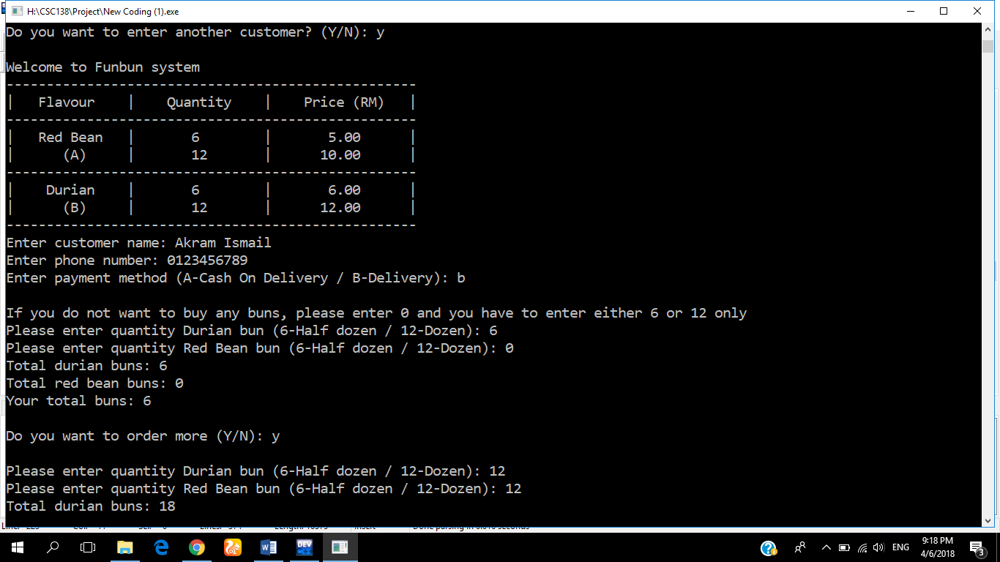 H:\CSC138\Project\New Coding (1).exe
Do you want to enter another customer? (Y/N): y
Welcome to Funbun system
---------------------------------------------------
| Flavour | Quantity | Price (RM) |
---------------------------------------------------
| Red Bean | 6 | 5.00 |
| (A) | 12 | 10.00 |
---------------------------------------------------
| Durian | 6 | 6.00 |
| (B) | 12 | 12.00 |
---------------------------------------------------
Enter customer name: Akram Ismail
Enter phone number: 0123456789
Enter payment method (A-Cash On Delivery / B-Delivery): b
If you do not want to buy any buns, please enter 0 and you have to enter either 6 or 12 only
Please enter quantity Durian bun (6-Half dozen / 12-Dozen): 6
Please enter quantity Red Bean bun (6-Half dozen / 12-Dozen): 0
Total durian buns: 6
Total red bean buns: 0
Your total buns: 6
Do you want to order more (Y/N): y
Please enter quantity Durian bun (6-Half dozen / 12-Dozen): 12
Please enter quantity Red Bean bun (6-Half dozen / 12-Dozen): 12
Total durian buns: 18
DEV
ENG
9:18 PM
4/6/2018
3